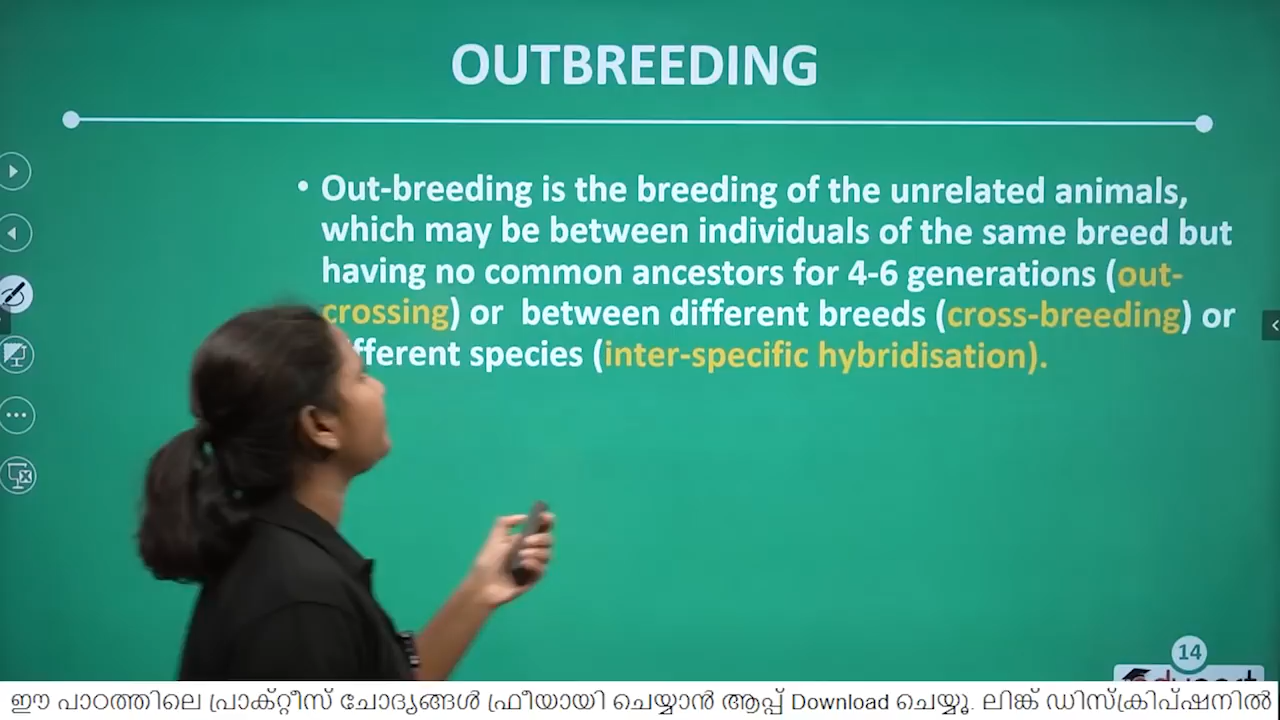 OUTBREEDING
• Out-breeding is the breeding of the unrelated animals,
which may be between individuals of the same breed but
having no common ancestors for 4-6 generations (out-
crossing) or between different breeds (cross-breeding) or
different species (inter-specific hybridisation).
14
ഈ പാഠത്തിലെ പ്രാക്റ്റീസ് ചോദ്യങ്ങൾ ഫ്രീയായി ചെയ്യാൻ ആപ്പ് Download ചെയ്യൂ. ലിങ്ക് ഡിസ്ക്രിപ്ഷനിൽ